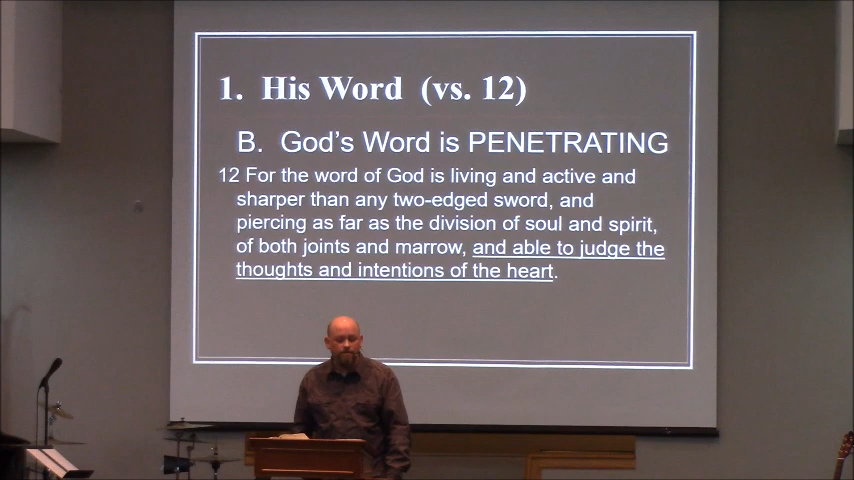 1. His Word (vs. 12)
B. God's Word is PENETRATING
12 For the word of God is living and active and
sharper than any two-edged sword, and
piercing as far as the division of soul and spirit,
of both joints and marrow, and able to judge the
thoughts and intentions of the heart.